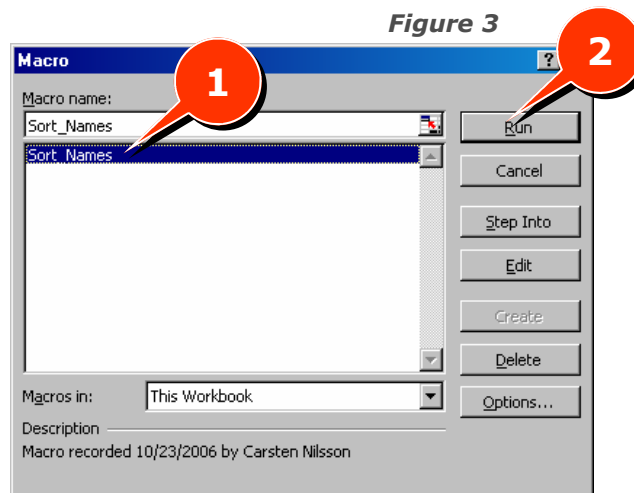 Figure 3
Macro
?
1
2
Macro name:
Sort_Names
Run
Sort_Names
Cancel
Step Into
Edit
Create
Delete
Macros in:
This Workbook
Options...
Description
Macro recorded 10/23/2006 by Carsten Nilsson